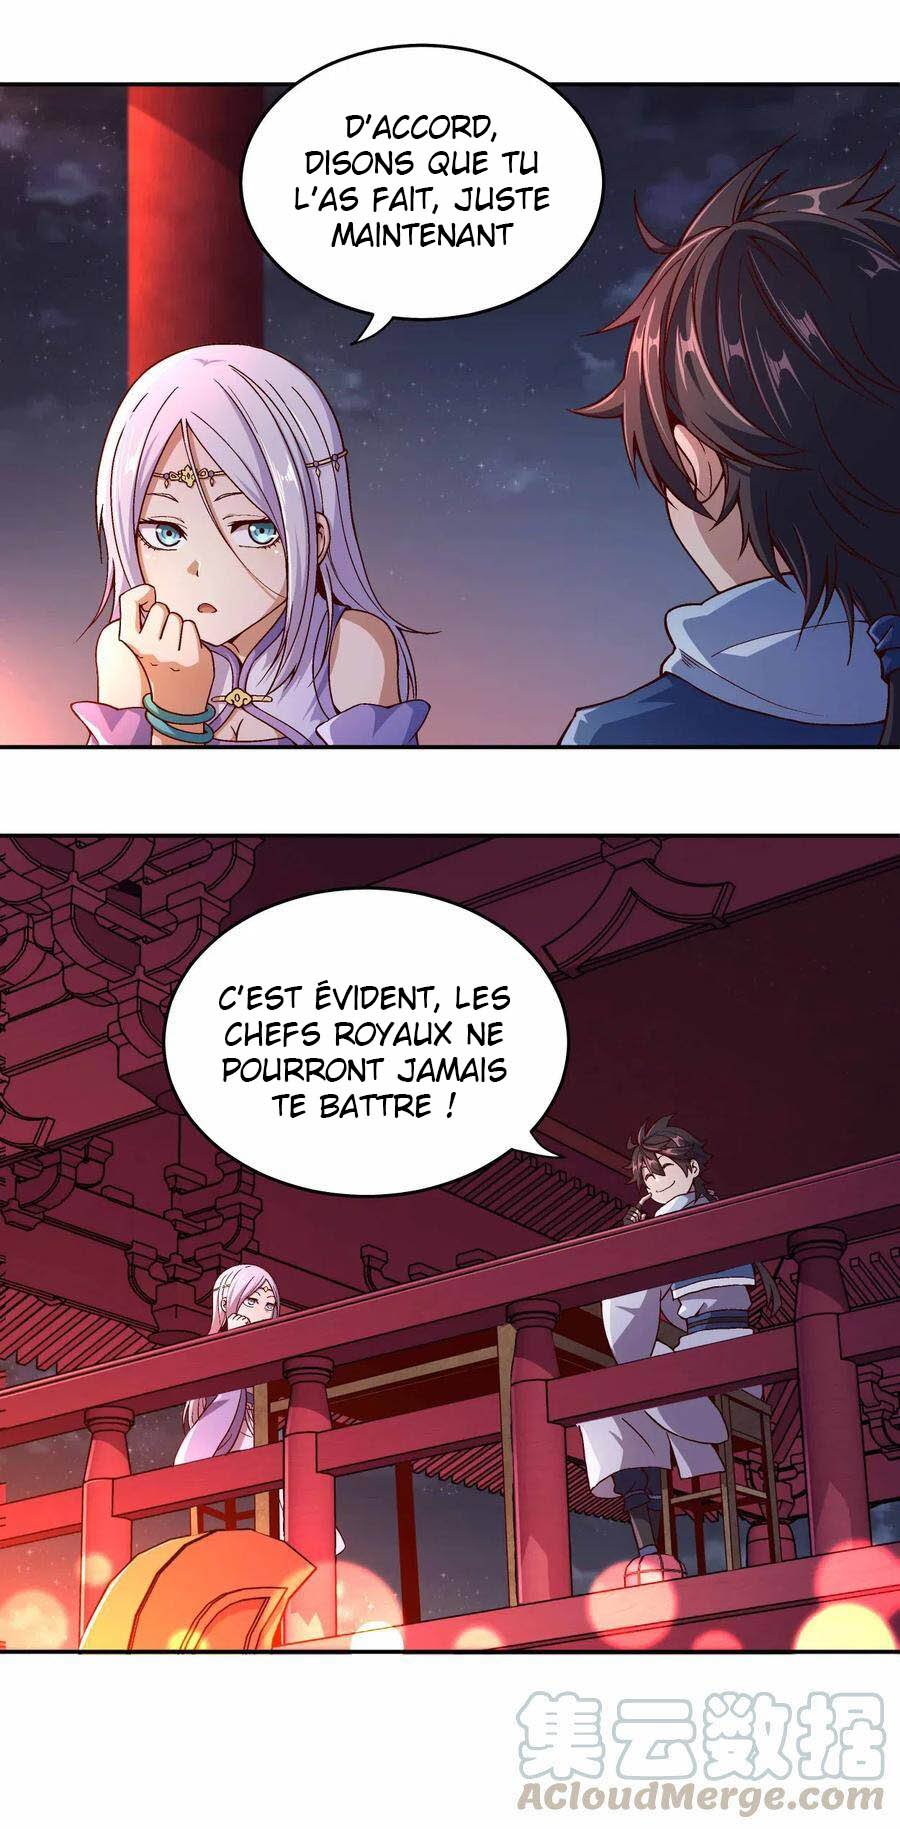 D'ACCORD,
DISONS QUE TU
L'AS FAIT, JUSTE
MAINTENANT
C'EST ÉVIDENT, LES
CHEFS ROYAUX NE
POURRONT JAMAIS
TE BATTRE !
集云数据
ACloudMerge.com